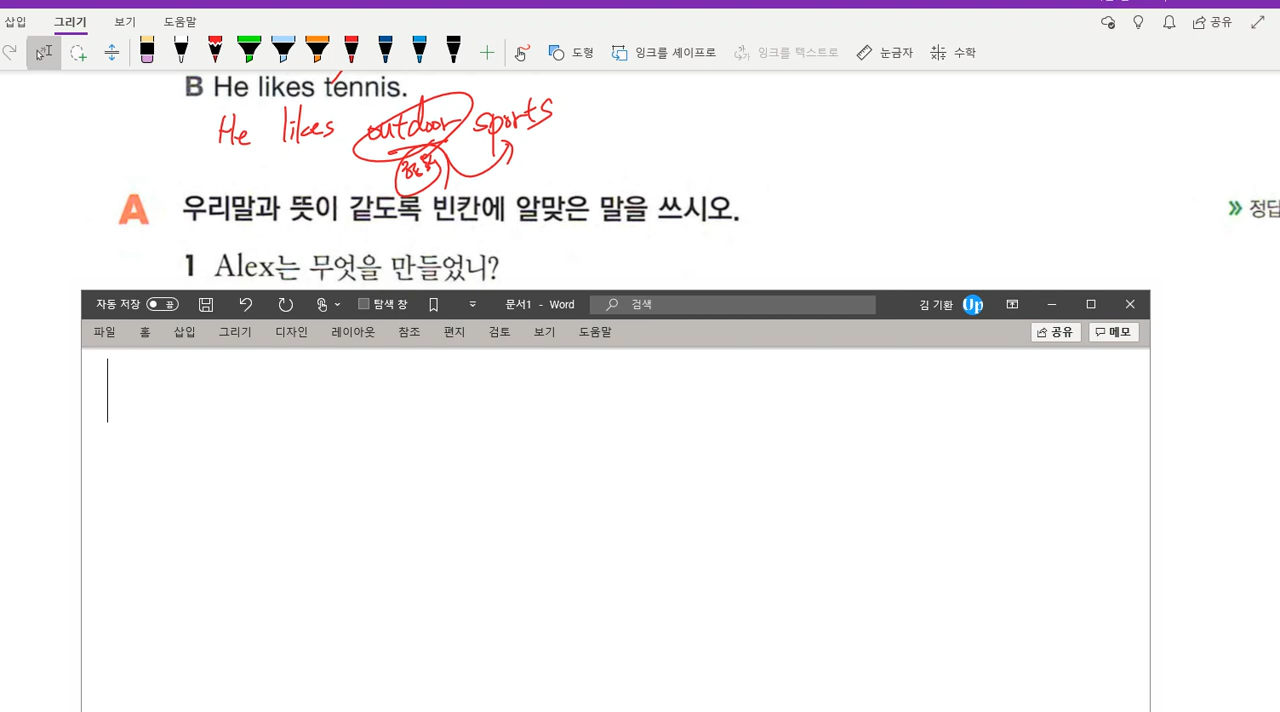 삽입 그리기 보기 도움말 공유
도형 잉크를 셰이프로 잉크를 텍스트로 눈금자 수학
B He likes tennis.
He likes outdoor sports
A 우리말과 뜻이 같도록 빈칸에 알맞은 말을 쓰시오.
» 정답
1 Alex는 무엇을 만들었니?
자동 저장 끔 탐색 창 문서1 - Word 검색 김 기환
파일 홈 삽입 그리기 디자인 레이아웃 참조 편지 검토 보기 도움말 공유 메모